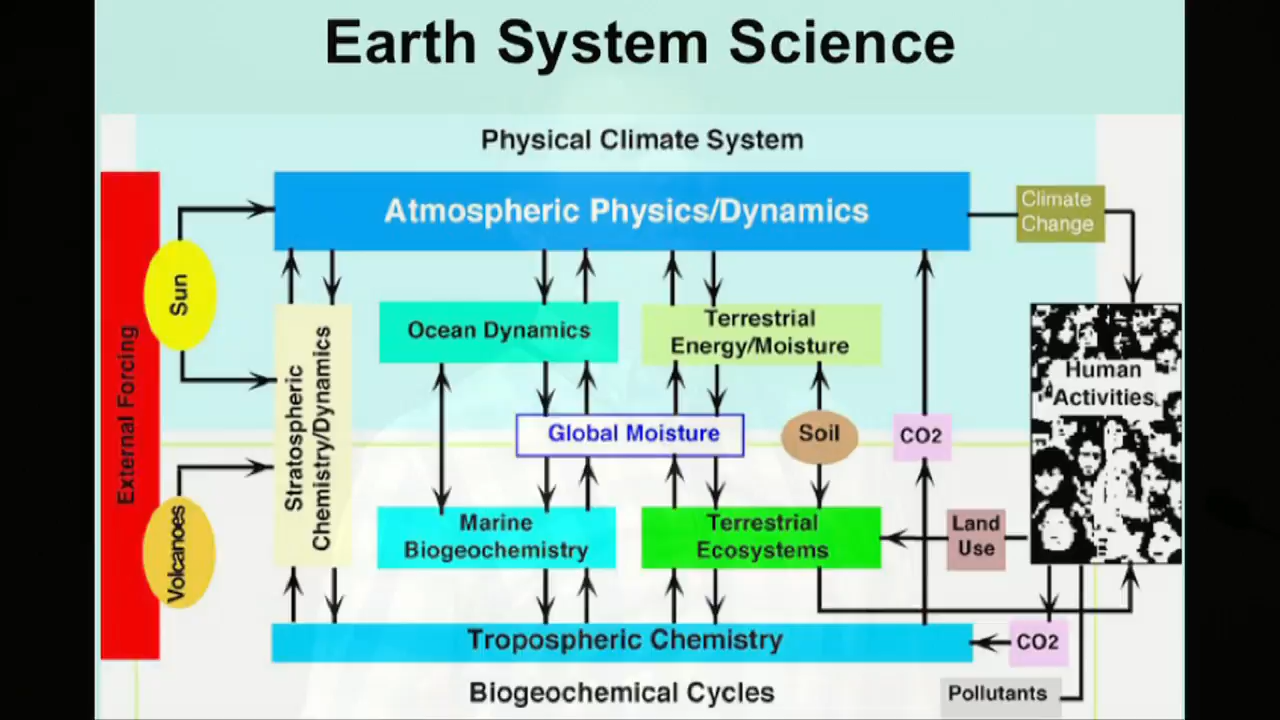 Earth System Science
Physical Climate System
Atmospheric Physics/Dynamics
Climate
Change
External Forcing
Sun
Volcanoes
Stratospheric
Chemistry/Dynamics
Ocean Dynamics
Terrestrial
Energy/Moisture
Human
Activities
Global Moisture
Soil
CO2
Marine
Biogeochemistry
Terrestrial
Ecosystems
Land
Use
Tropospheric Chemistry
CO2
Biogeochemical Cycles
Pollutants